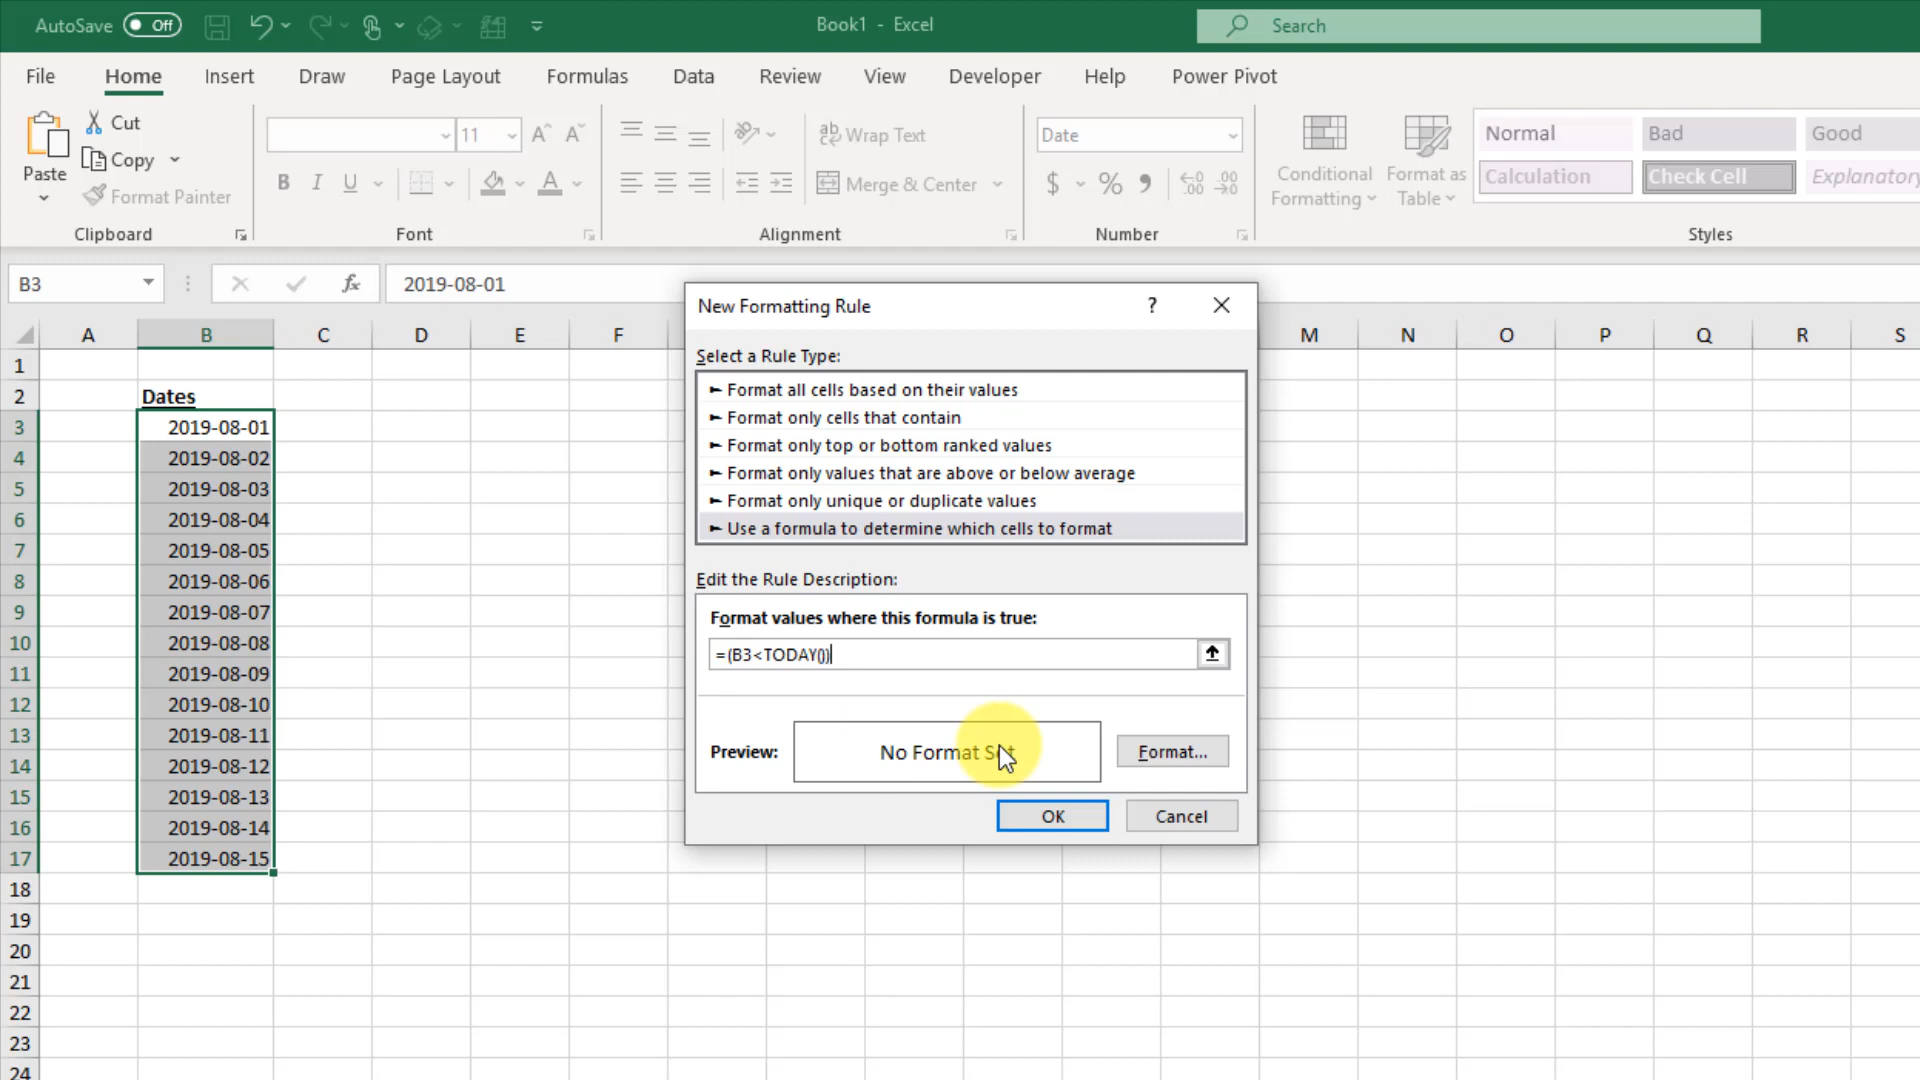 AutoSave Off Book1 - Excel Search
File Home Insert Draw Page Layout Formulas Data Review View Developer Help Power Pivot
Paste
Cut
Copy
Format Painter
Clipboard
11
B I U
Font
Wrap Text
Merge & Center
Alignment
Date
$ % 9
Number
Conditional Formatting
Format as Table
Normal Bad Good
Calculation Check Cell Explanatory
Styles
B3 fx 2019-08-01
A B C D E F M N O P Q R S
1
2 Dates
3 2019-08-01
4 2019-08-02
5 2019-08-03
6 2019-08-04
7 2019-08-05
8 2019-08-06
9 2019-08-07
10 2019-08-08
11 2019-08-09
12 2019-08-10
13 2019-08-11
14 2019-08-12
15 2019-08-13
16 2019-08-14
17 2019-08-15
18
19
20
21
22
23
24
New Formatting Rule ?
Select a Rule Type:
► Format all cells based on their values
► Format only cells that contain
► Format only top or bottom ranked values
► Format only values that are above or below average
► Format only unique or duplicate values
► Use a formula to determine which cells to format
Edit the Rule Description:
Format values where this formula is true:
=(B3<TODAY())
Preview: No Format Set Format...
OK Cancel